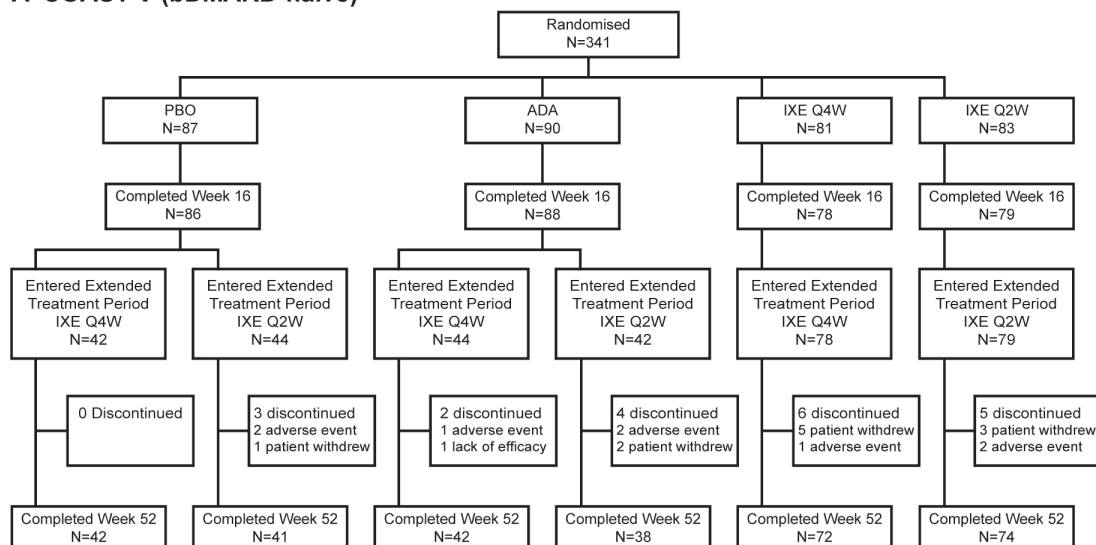 Randomised
N=341
PBO
N=87
ADA
N=90
IXE Q4W
N=81
IXE Q2W
N=83
Completed Week 16
N=86
Completed Week 16
N=88
Completed Week 16
N=78
Completed Week 16
N=79
Entered Extended
Treatment Period
IXE Q4W
N=42
Entered Extended
Treatment Period
IXE Q2W
N=44
Entered Extended
Treatment Period
IXE Q4W
N=44
Entered Extended
Treatment Period
IXE Q2W
N=42
Entered Extended
Treatment Period
IXE Q4W
N=78
Entered Extended
Treatment Period
IXE Q2W
N=79
0 Discontinued
3 discontinued
2 adverse event
1 patient withdrew
2 discontinued
1 adverse event
1 lack of efficacy
4 discontinued
2 adverse event
2 patient withdrew
6 discontinued
5 patient withdrew
1 adverse event
5 discontinued
3 patient withdrew
2 adverse event
Completed Week 52
N=42
Completed Week 52
N=41
Completed Week 52
N=42
Completed Week 52
N=38
Completed Week 52
N=72
Completed Week 52
N=74